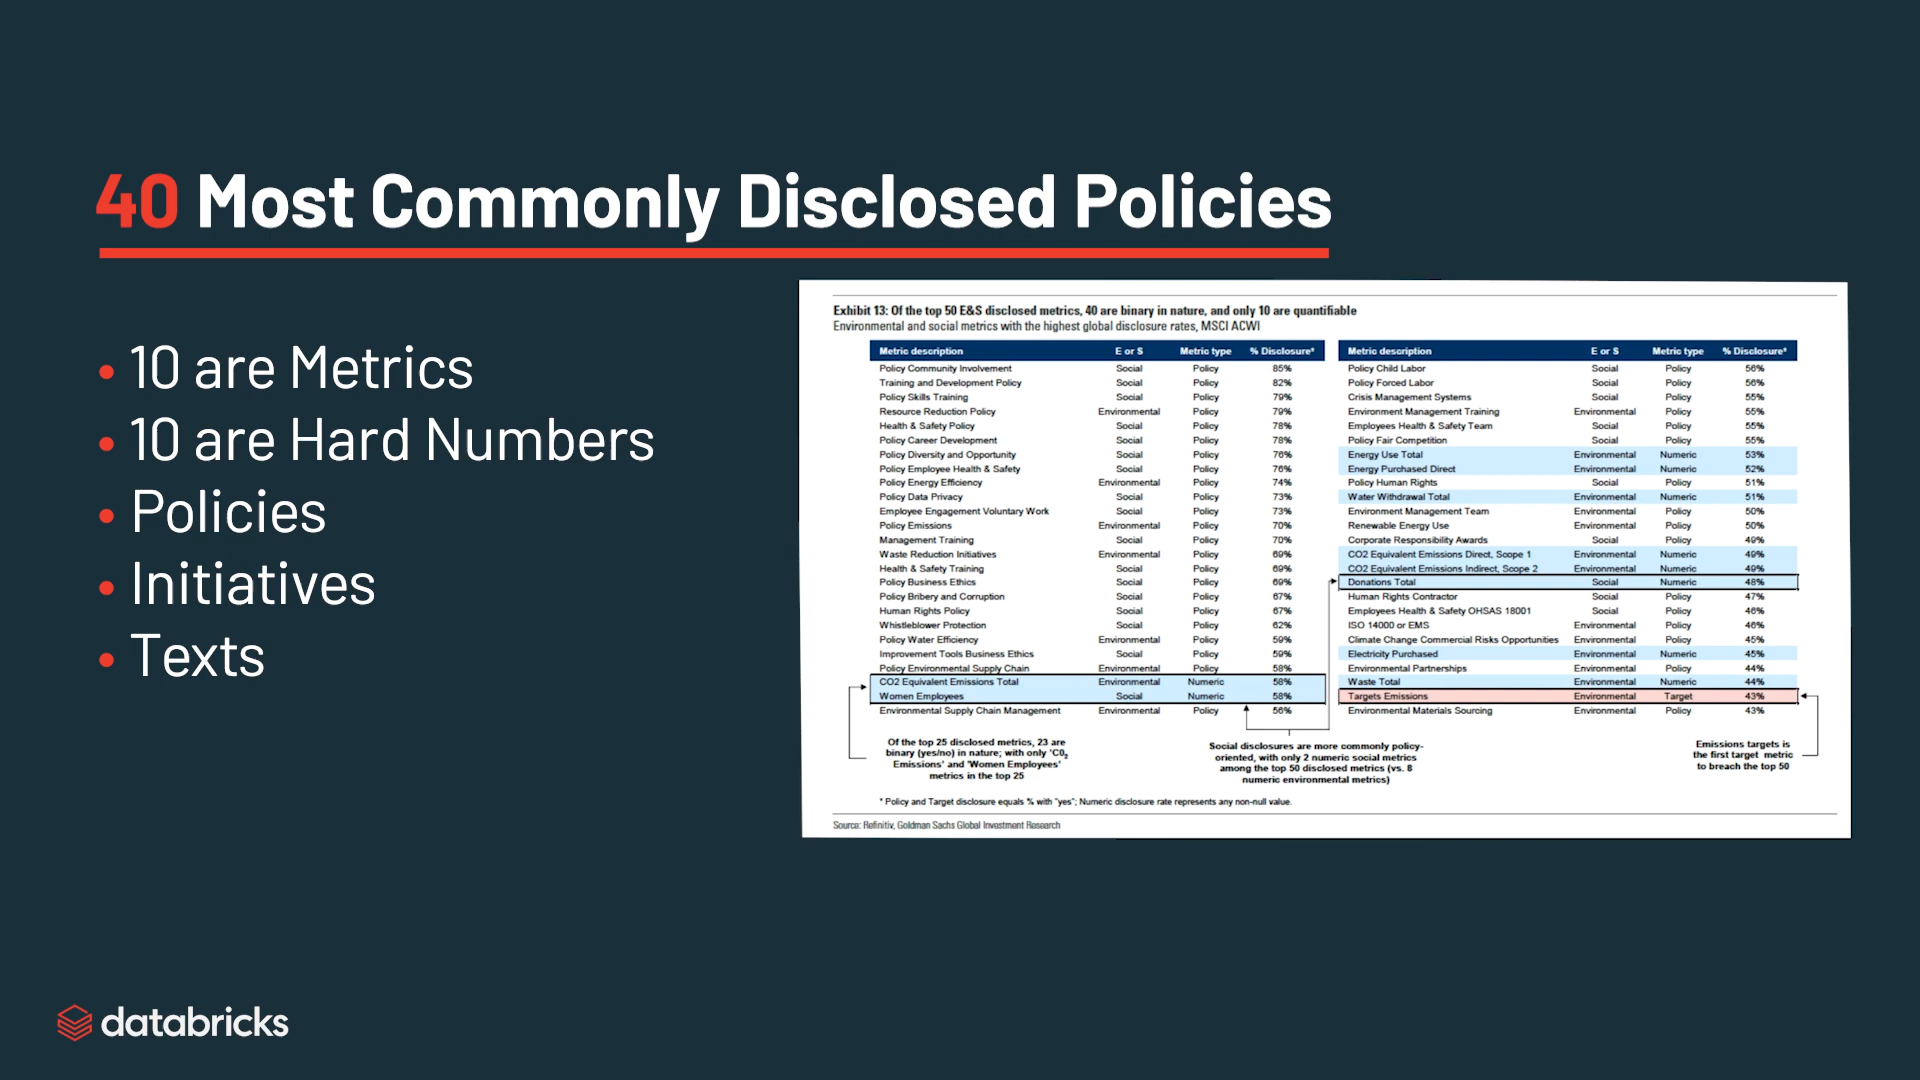 40 Most Commonly Disclosed Policies
• 10 are Metrics
• 10 are Hard Numbers
• Policies
• Initiatives
• Texts
Exhibit 13: Of the top 50 E&S disclosed metrics, 40 are binary in nature, and only 10 are quantifiable
Environmental and social metrics with the highest global disclosure rates, MSCI ACWI
Metric description E or S Metric type % Disclosure*
Policy Community Involvement Social Policy 85%
Training and Development Policy Social Policy 82%
Policy Skills Training Social Policy 79%
Resource Reduction Policy Environmental Policy 79%
Health & Safety Policy Social Policy 78%
Policy Career Development Social Policy 78%
Policy Diversity and Opportunity Social Policy 76%
Policy Employee Health & Safety Social Policy 76%
Policy Energy Efficiency Environmental Policy 74%
Policy Data Privacy Social Policy 73%
Employee Engagement Voluntary Work Social Policy 73%
Policy Emissions Environmental Policy 70%
Management Training Social Policy 70%
Waste Reduction Initiatives Environmental Policy 69%
Health & Safety Training Social Policy 69%
Policy Business Ethics Social Policy 69%
Policy Bribery and Corruption Social Policy 67%
Human Rights Policy Social Policy 67%
Whistleblower Protection Social Policy 62%
Policy Water Efficiency Environmental Policy 59%
Improvement Tools Business Ethics Social Policy 59%
Policy Environmental Supply Chain Environmental Policy 58%
CO2 Equivalent Emissions Total Environmental Numeric 58%
Women Employees Social Numeric 58%
Environmental Supply Chain Management Environmental Policy 56%
Metric description E or S Metric type % Disclosure*
Policy Child Labor Social Policy 56%
Policy Forced Labor Social Policy 56%
Crisis Management Systems Social Policy 55%
Environment Management Training Environmental Policy 55%
Employees Health & Safety Team Social Policy 55%
Policy Fair Competition Social Policy 55%
Energy Use Total Environmental Numeric 53%
Energy Purchased Direct Environmental Numeric 52%
Policy Human Rights Social Policy 51%
Water Withdrawal Total Environmental Numeric 51%
Environment Management Team Environmental Policy 50%
Renewable Energy Use Environmental Policy 50%
Corporate Responsibility Awards Social Policy 49%
CO2 Equivalent Emissions Direct, Scope 1 Environmental Numeric 49%
CO2 Equivalent Emissions Indirect, Scope 2 Environmental Numeric 49%
Donations Total Social Numeric 48%
Human Rights Contractor Social Policy 47%
Employees Health & Safety OHSAS 18001 Social Policy 46%
ISO 14000 or EMS Environmental Policy 46%
Climate Change Commercial Risks Opportunities Environmental Policy 45%
Electricity Purchased Environmental Numeric 45%
Environmental Partnerships Environmental Policy 44%
Waste Total Environmental Numeric 44%
Targets Emissions Environmental Target 43%
Environmental Materials Sourcing Environmental Policy 43%
Of the top 25 disclosed metrics, 23 are
binary (yes/no) in nature; with only 'C0₂
Emissions' and 'Women Employees'
metrics in the top 25
Social disclosures are more commonly policy-
oriented, with only 2 numeric social metrics
among the top 50 disclosed metrics (vs. 8
numeric environmental metrics)
Emissions targets is
the first target metric
to breach the top 50
* Policy and Target disclosure equals % with "yes"; Numeric disclosure rate represents any non-null value.
Source: Refinitiv, Goldman Sachs Global Investment Research
databricks